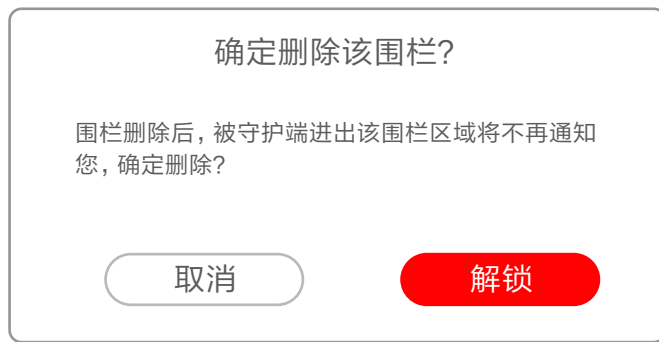 确定删除该围栏?
围栏删除后，被守护端进出该围栏区域将不再通知
您，确定删除?
取消
解锁